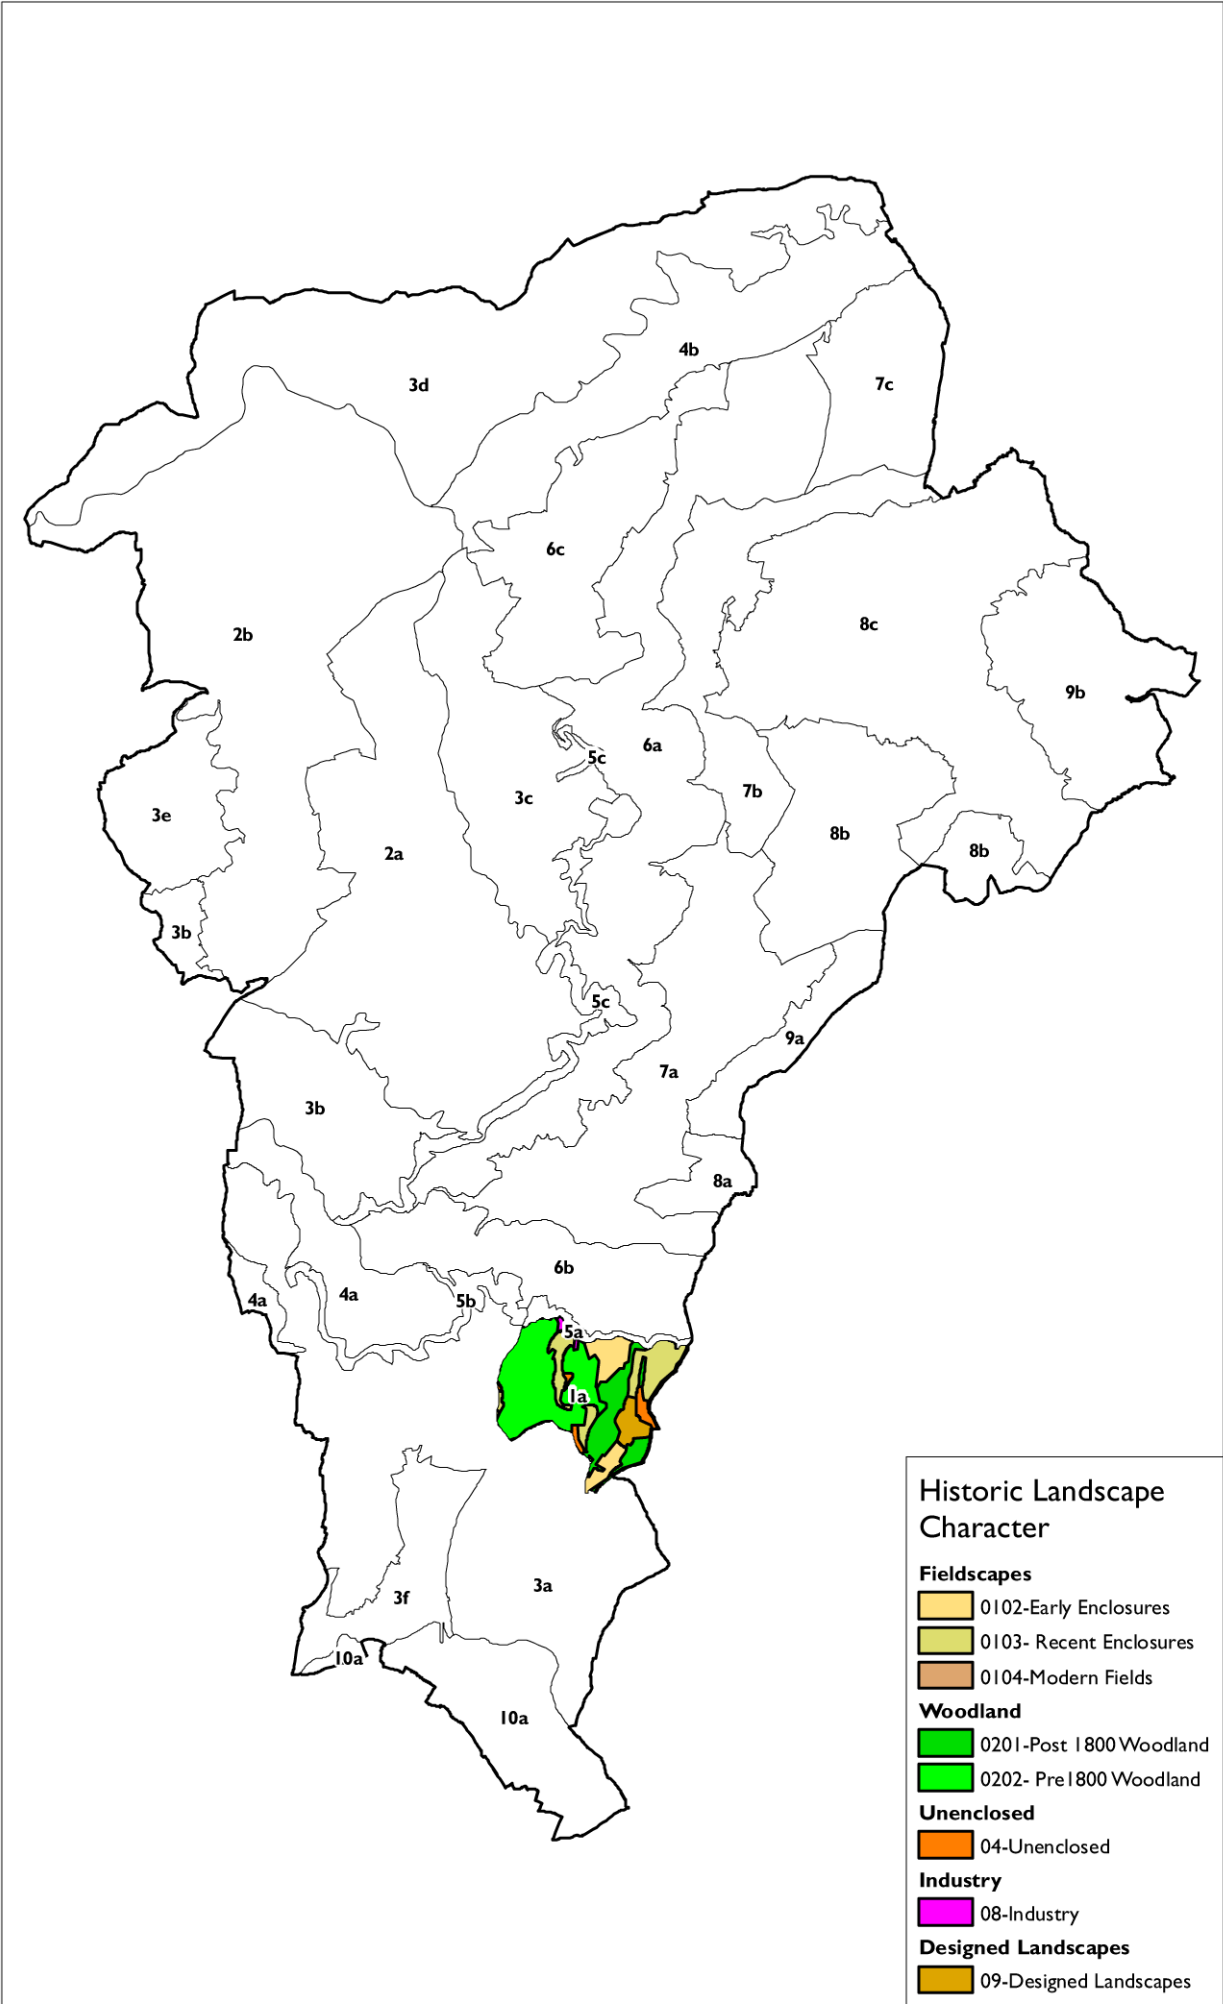 4b
3d
7c
6c
8c
2b
9b
6a
5c
7b
3c
3e
8b
2a
8b
3b
5c
9a
7a
3b
8a
6b
4a
4a
5b
5a
1a
3a
3f
10a
10a
Historic Landscape
Character
Fieldscapes
0102-Early Enclosures
0103- Recent Enclosures
0104-Modern Fields
Woodland
0201-Post 1800 Woodland
0202- Pre1800 Woodland
Unenclosed
04-Unenclosed
Industry
08-Industry
Designed Landscapes
09-Designed Landscapes